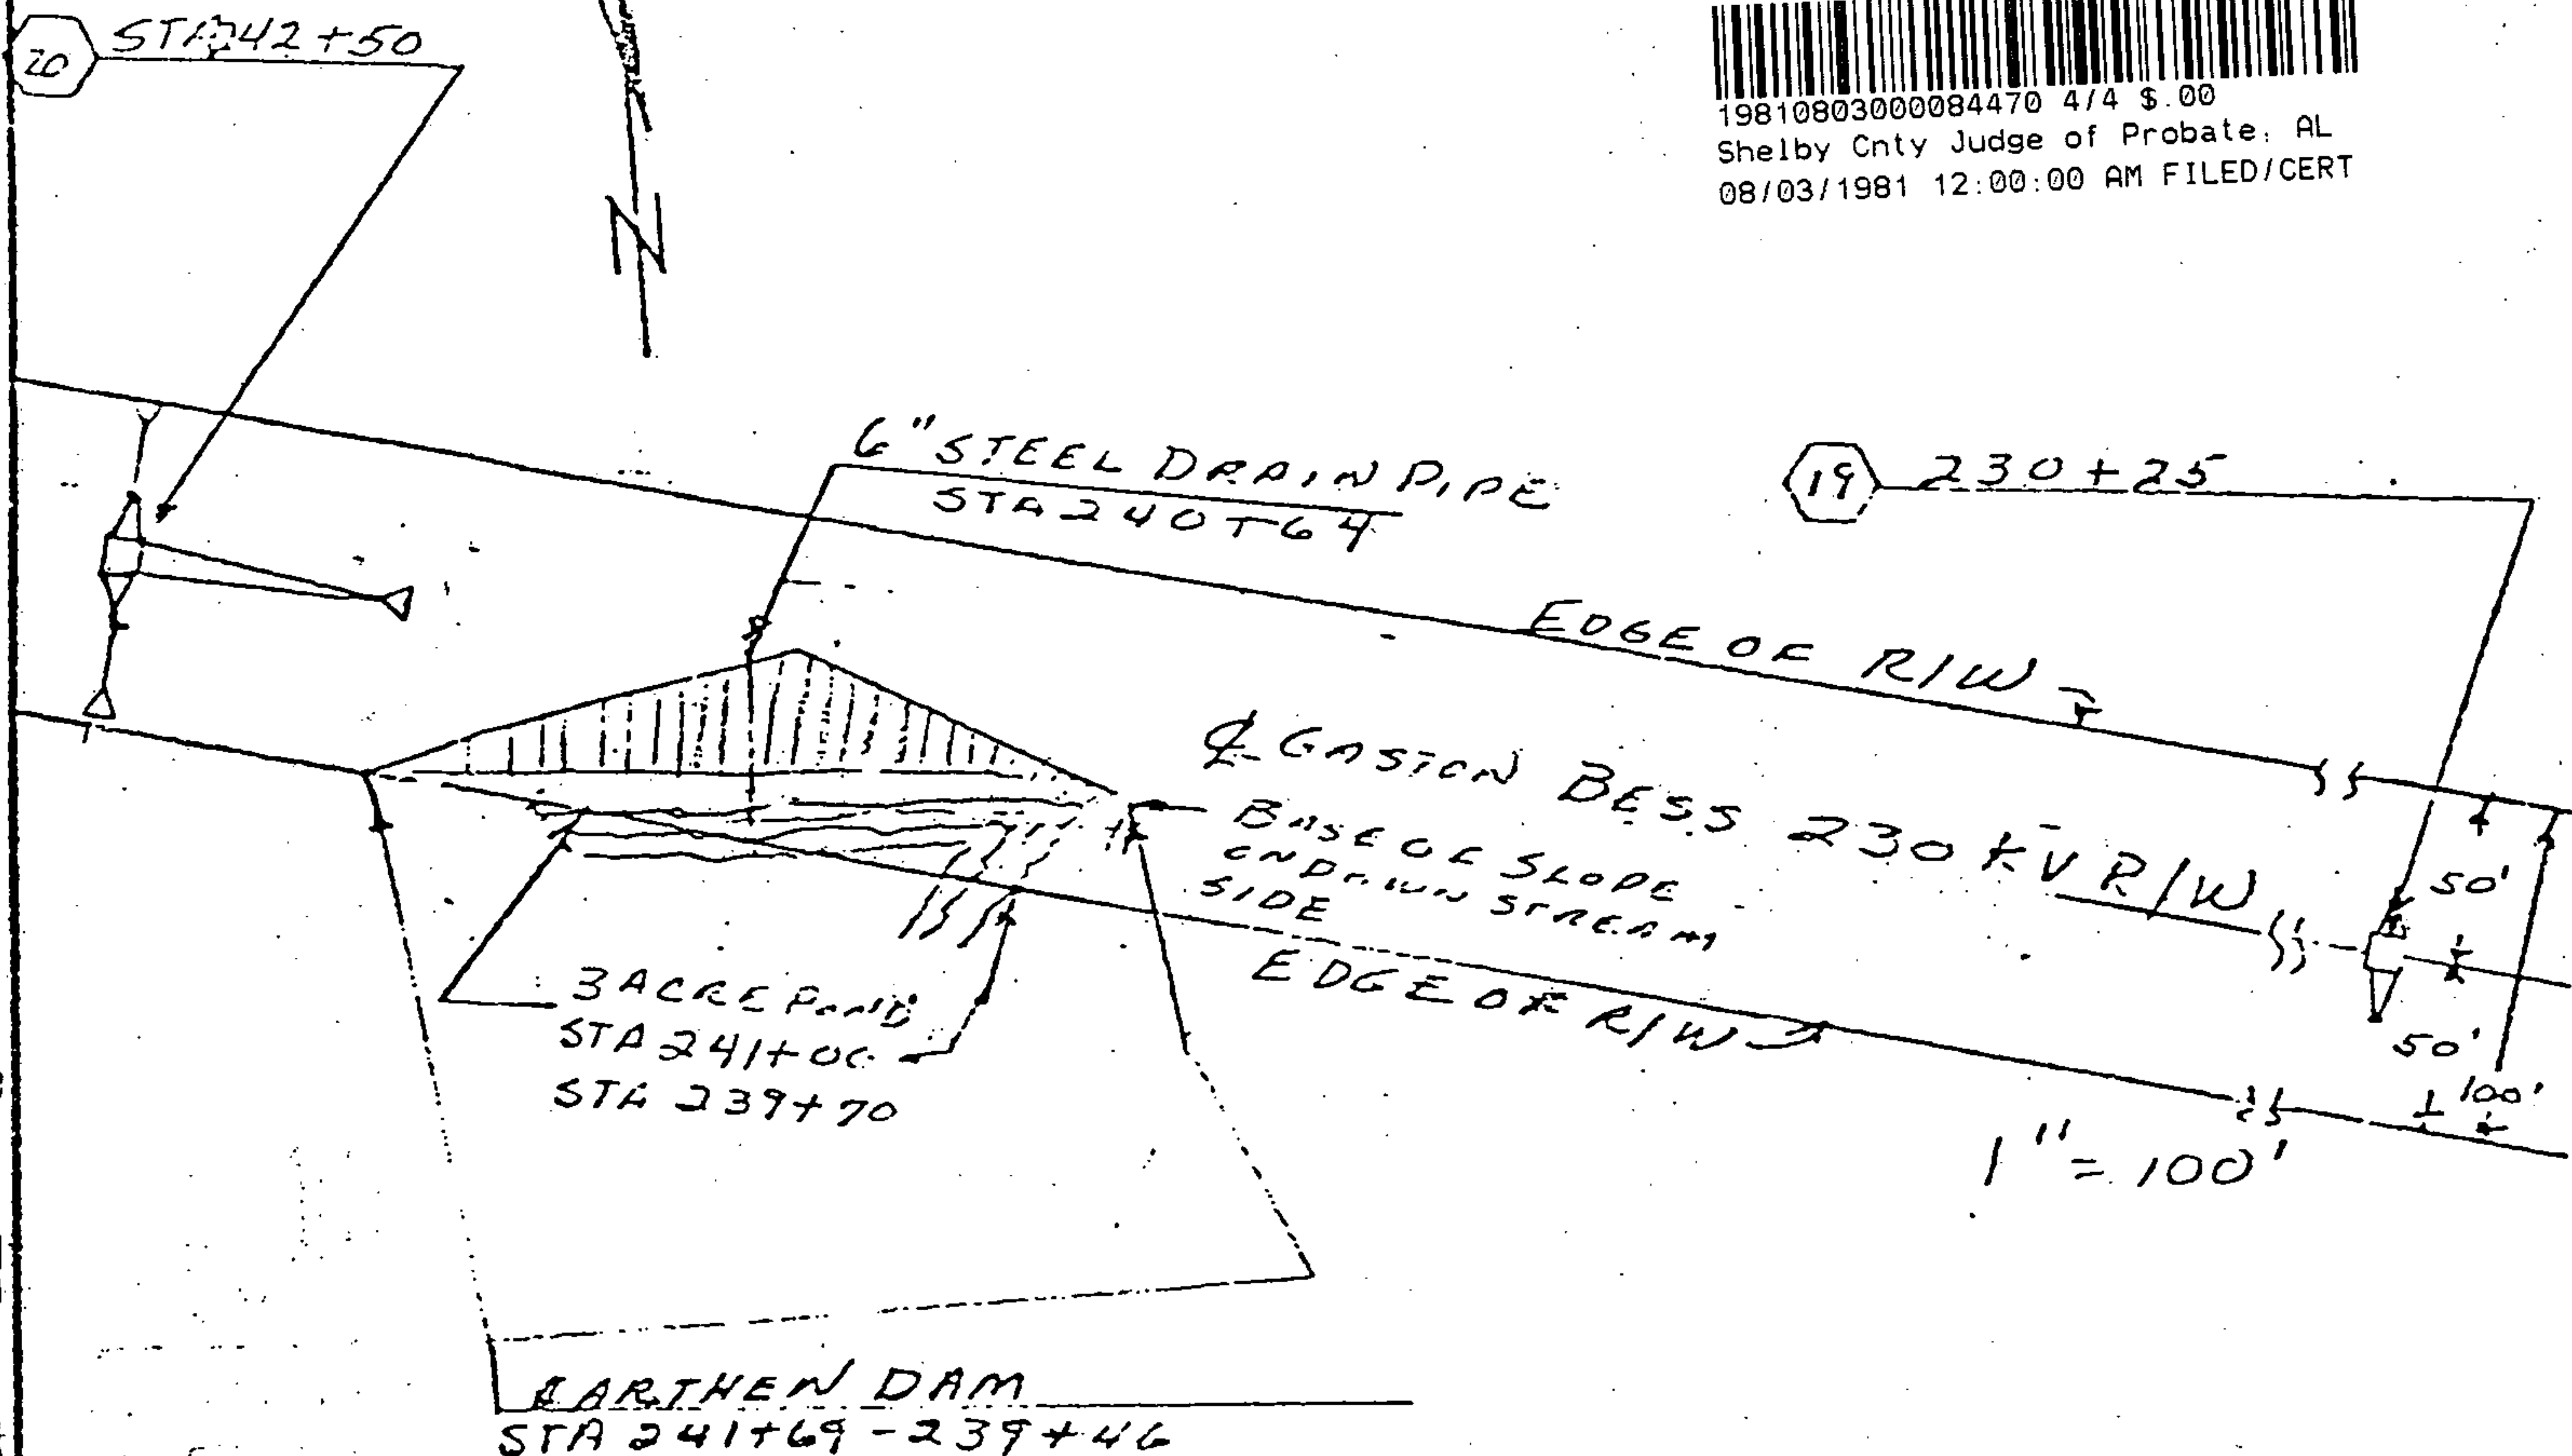 20 STA 242+50
19810803000084470 4/4 $.00
Shelby Cnty Judge of Probate, AL
08/03/1981 12:00:00 AM FILED/CERT
N
6" STEEL DRAIN PIPE
STA 240+64
19 230+25
EDGE OF R/W
℄ GASTON BESS 230 KV R/W
BASE OF SLOPE
ON DOWN STREAM
SIDE
EDGE OF R/W
50'
50'
100'
3 ACRE POND
STA 241+00
STA 239+70
1" = 100'
EARTHEN DAM
STA 241+69 - 239+46